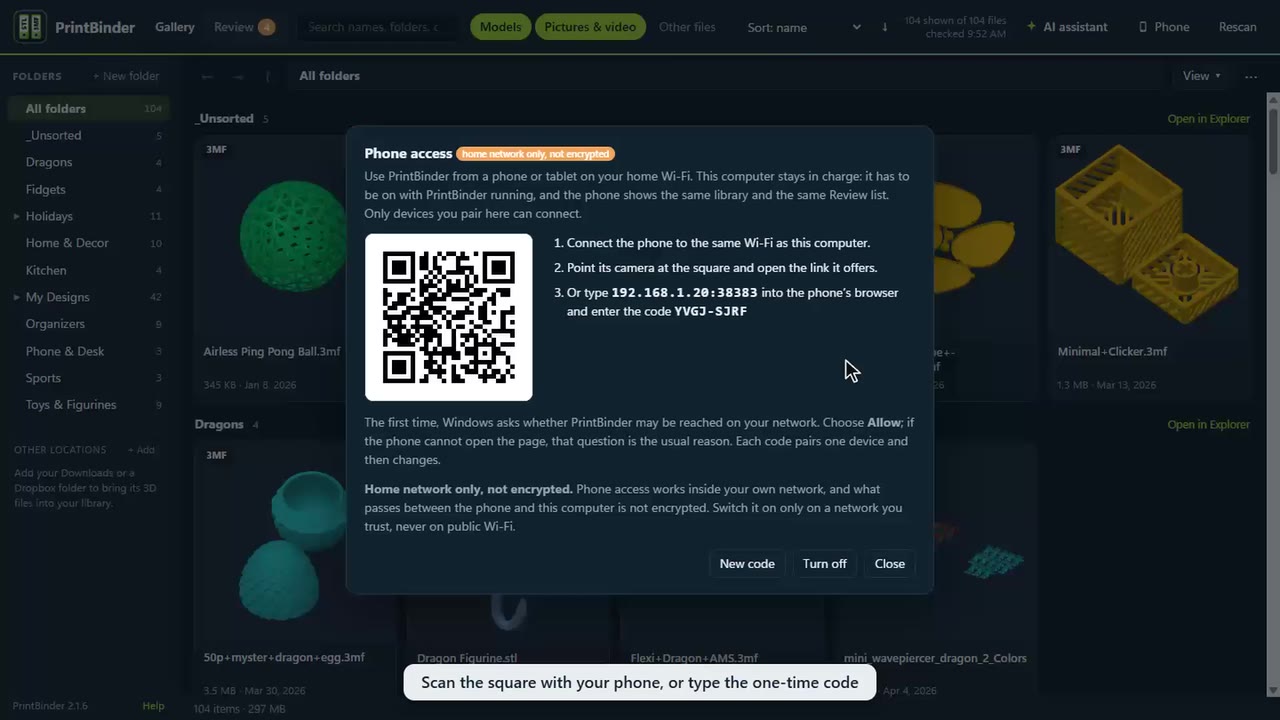 PrintBinder
Gallery
Review 4
Search names, folders, c
Models
Pictures & video
Other files
Sort: name
↓
104 shown of 104 files
checked 9:52 AM
AI assistant
Phone
Rescan
FOLDERS
+ New folder
All folders
View
...
All folders 104
_Unsorted 5
Dragons 4
Fidgets 4
Holidays 11
Home & Decor 10
Kitchen 4
My Designs 42
Organizers 9
Phone & Desk 3
Sports 4
Toys & Figurines 9
OTHER LOCATIONS + Add
Add your Downloads or a
Dropbox folder to bring its 3D
files into your library.
_Unsorted 5
Open in Explorer
3MF
3MF
Airless Ping Pong Ball.3mf
345 KB · Jan 8, 2026
Minimal+Clicker.3mf
1.3 MB · Mar 13, 2026
Phone access home network only, not encrypted
Use PrintBinder from a phone or tablet on your home Wi-Fi. This computer stays in charge: it has to
be on with PrintBinder running, and the phone shows the same library and the same Review list.
Only devices you pair here can connect.
1. Connect the phone to the same Wi-Fi as this computer.
2. Point its camera at the square and open the link it offers.
3. Or type 192.168.1.20:38383 into the phone's browser
and enter the code YVGJ-SJRF
The first time, Windows asks whether PrintBinder may be reached on your network. Choose Allow; if
the phone cannot open the page, that question is the usual reason. Each code pairs one device and
then changes.
Home network only, not encrypted. Phone access works inside your own network, and what
passes between the phone and this computer is not encrypted. Switch it on only on a network you
trust, never on public Wi-Fi.
New code
Turn off
Close
Dragons 4
Open in Explorer
3MF
50p+myster+dragon+egg.3mf
3.5 MB · Mar 30, 2026
Dragon Figurine.stl
Flexi+Dragon+AMS.3mf
mini_wavepiercer_dragon_2_Colors
Apr 4, 2026
Scan the square with your phone, or type the one-time code
PrintBinder 2.1.6
Help
104 items · 297 MB